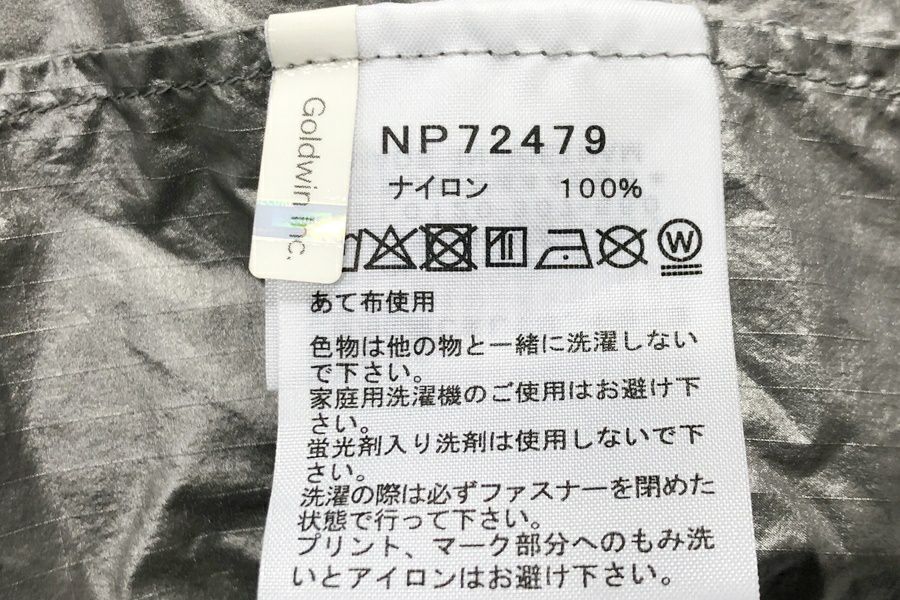 Goldwin Inc.
NP72479
ナイロン 100%
W
あて布使用
色物は他の物と一緒に洗濯しない
で下さい。
家庭用洗濯機のご使用はお避け下
さい。
蛍光剤入り洗剤は使用しないで下
さい。
洗濯の際は必ずファスナーを閉めた
状態で行って下さい。
プリント、マーク部分へのもみ洗
いとアイロンはお避け下さい。